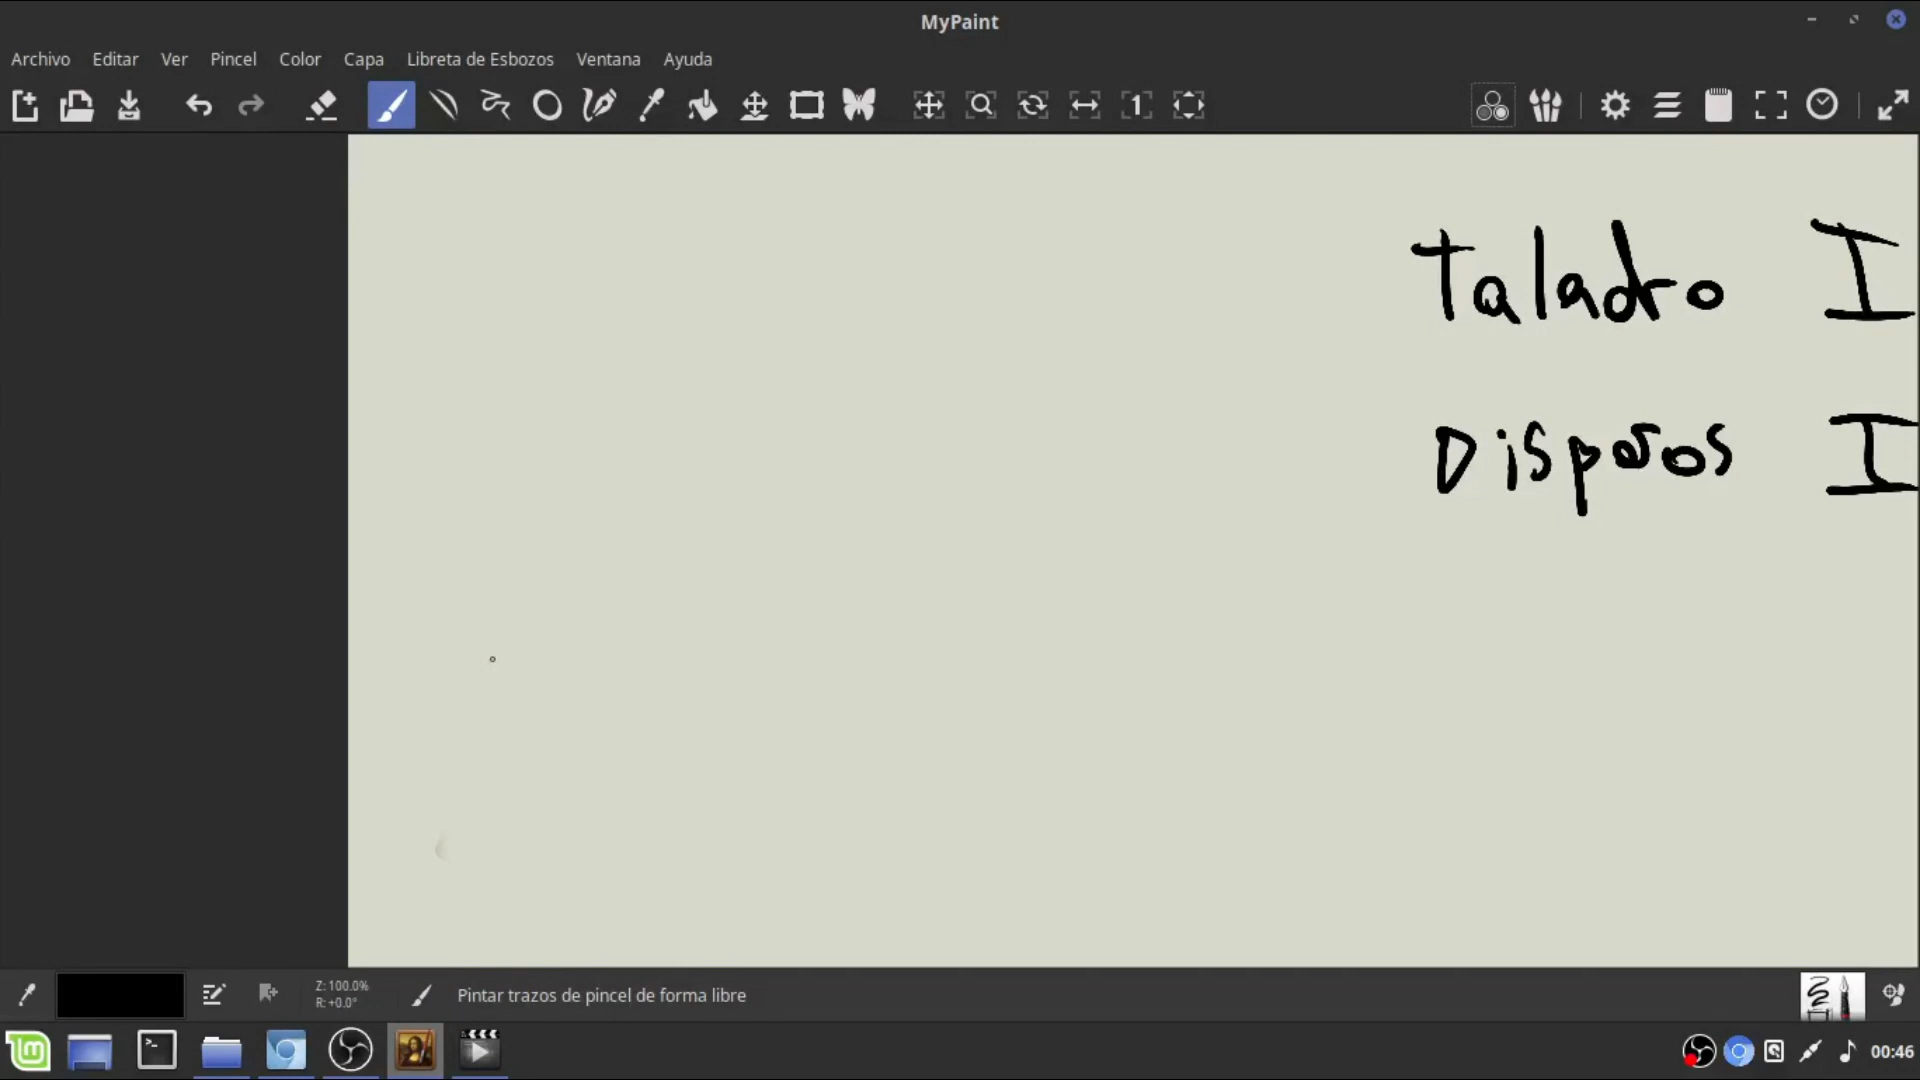 MyPaint
Archivo Editar Ver Pincel Color Capa Libreta de Esbozos Ventana Ayuda
Taladro I
Disparos I
Z: 100.0%
R: +0.0°
Pintar trazos de pincel de forma libre
00:46